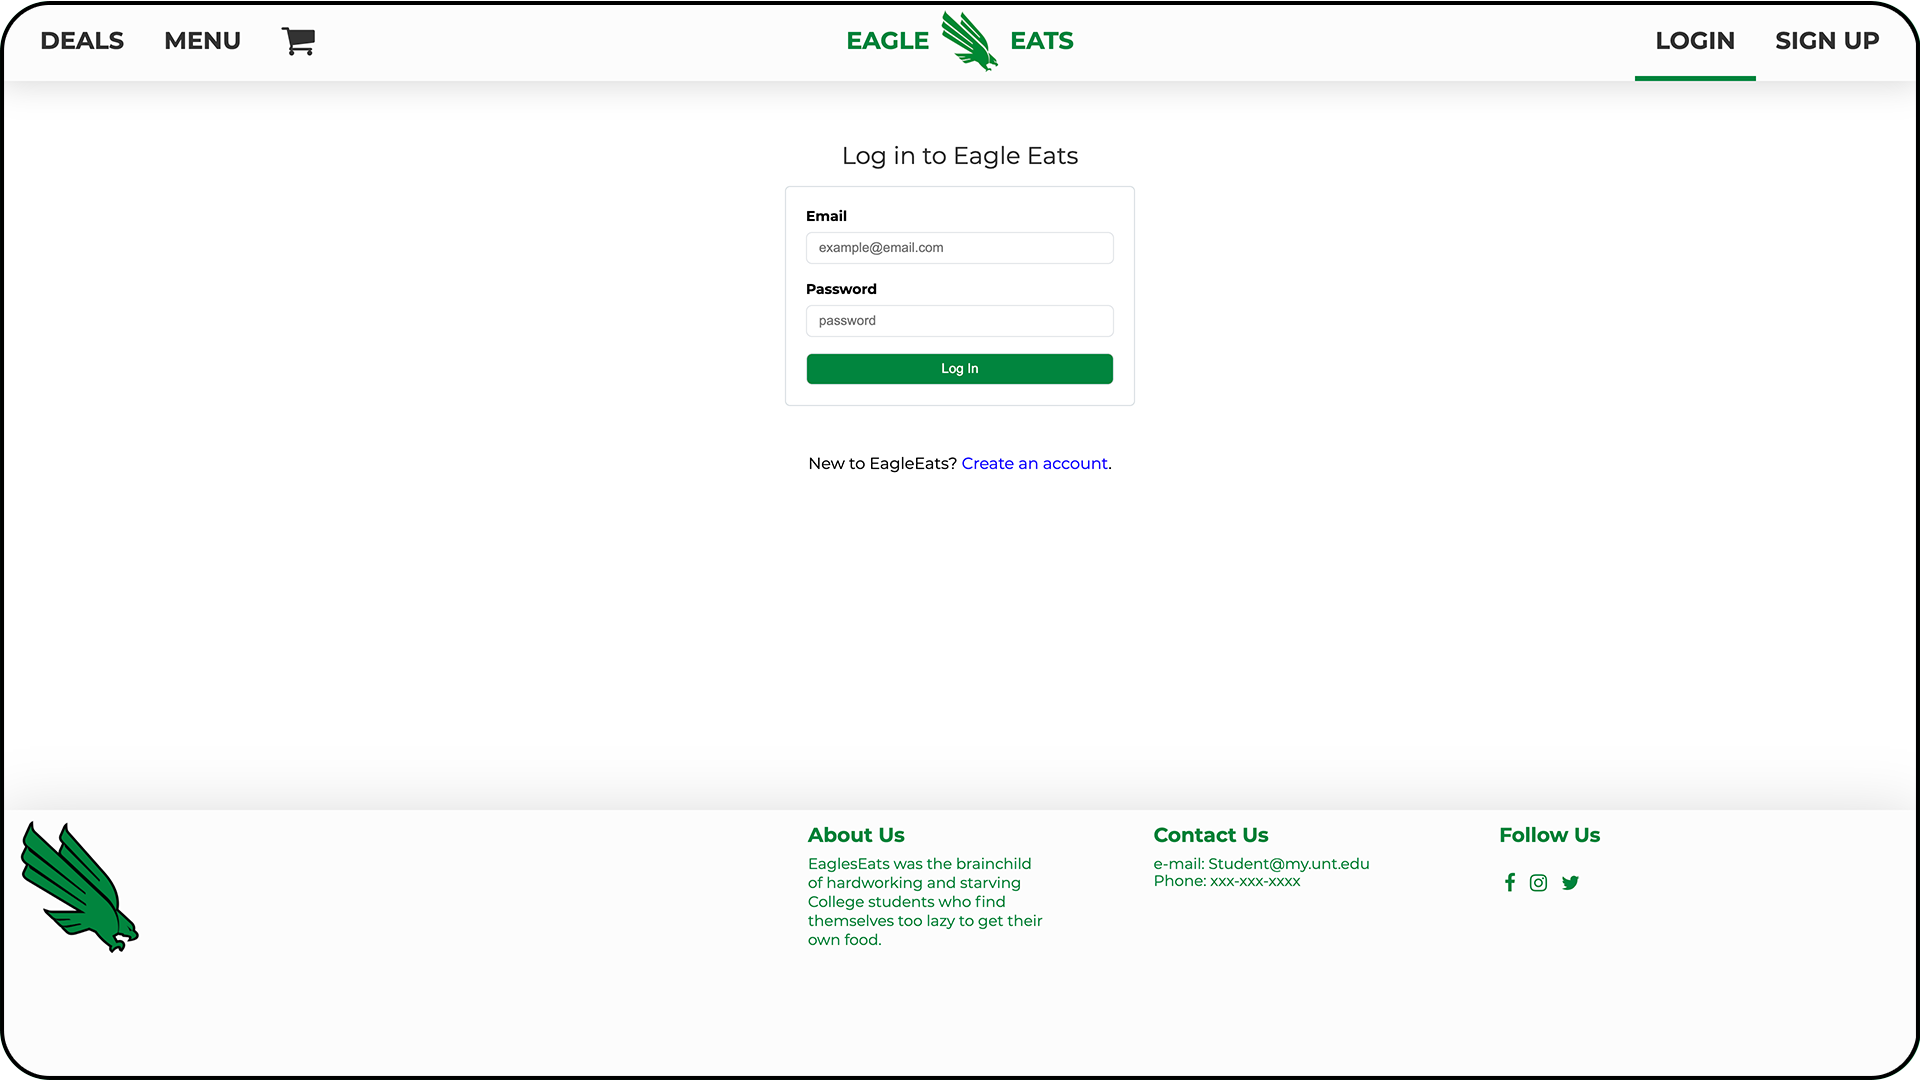 DEALS MENU EAGLE EATS LOGIN SIGN UP
Log in to Eagle Eats
Email
example@email.com
Password
password
Log In
New to EagleEats? Create an account.
About Us
EaglesEats was the brainchild
of hardworking and starving
College students who find
themselves too lazy to get their
own food.
Contact Us
e-mail: Student@my.unt.edu
Phone: xxx-xxx-xxxx
Follow Us